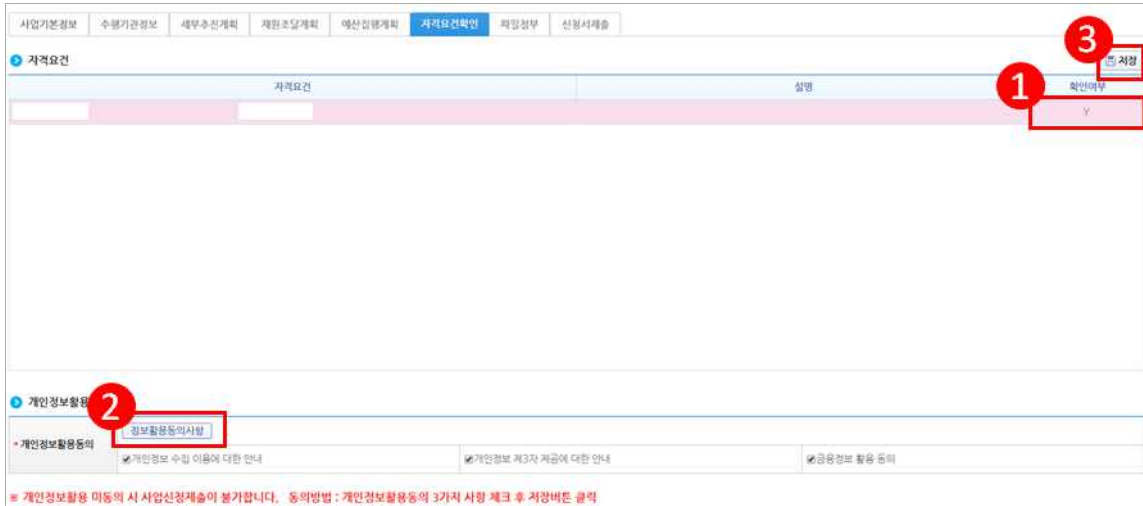 사업기본정보 수행기관정보 세부추진계획 재원조달계획 예산집행계획 자격요건확인 파일첨부 신청서제출
3
자격요건
저장
자격요건 설명 확인여부
1
Y
개인정보활용
2
정보활용동의사항
* 개인정보활용동의
개인정보 수집 이용에 대한 안내 개인정보 제3자 제공에 대한 안내 금융정보 활용 동의
※ 개인정보활용 미동의 시 사업신청제출이 불가합니다. 동의방법 : 개인정보활용동의 3가지 사항 체크 후 저장버튼 클릭